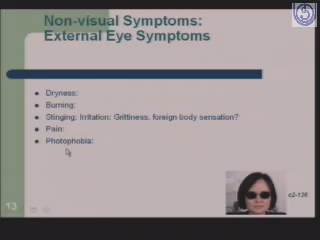 Non-visual Symptoms:
External Eye Symptoms
Dryness:
Burning:
Stinging; Irritation; Grittiness, foreign-body sensation?
Pain:
Photophobia:
c2-136
13